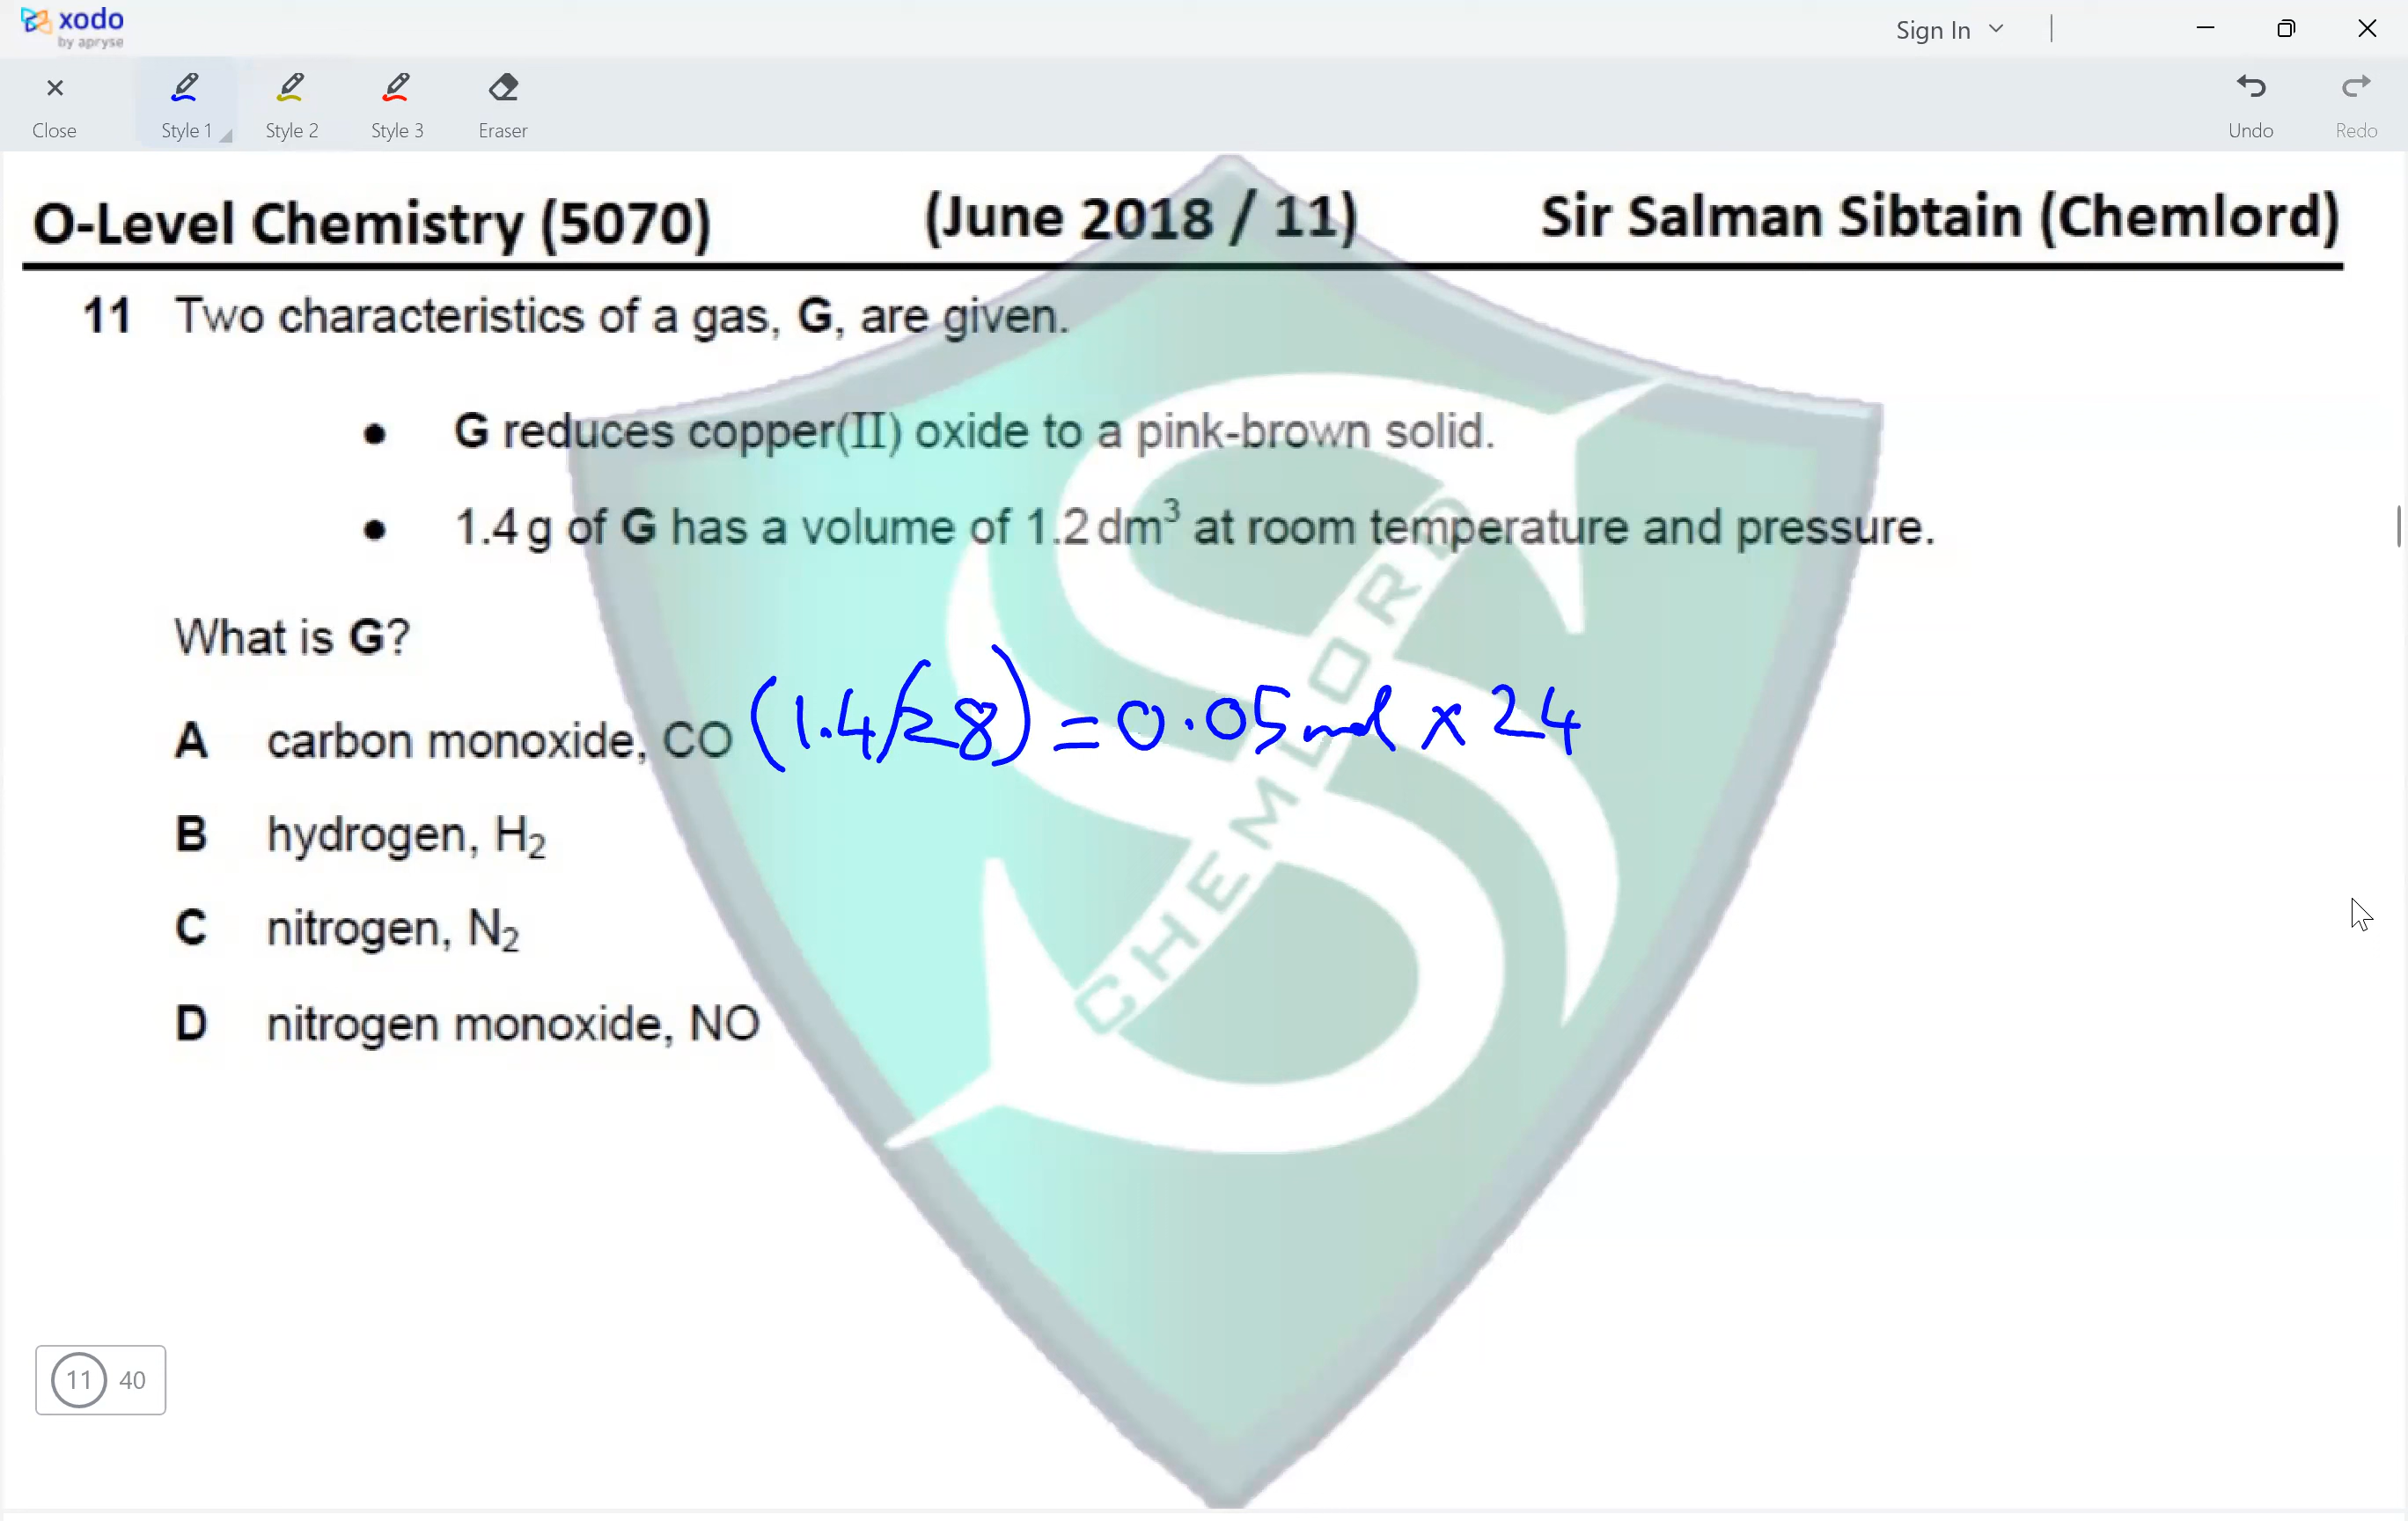 xodo
by apryse
Sign In
Close
Style 1
Style 2
Style 3
Eraser
Undo
Redo
O-Level Chemistry (5070) (June 2018 / 11) Sir Salman Sibtain (Chemlord)
11 Two characteristics of a gas, G, are given.
● G reduces copper(II) oxide to a pink-brown solid.
● 1.4 g of G has a volume of 1.2 dm³ at room temperature and pressure.
What is G?
A carbon monoxide, CO (1.4/28) = 0.05 mol × 24
B hydrogen, H₂
C nitrogen, N₂
D nitrogen monoxide, NO
CHEMLORD
11 40